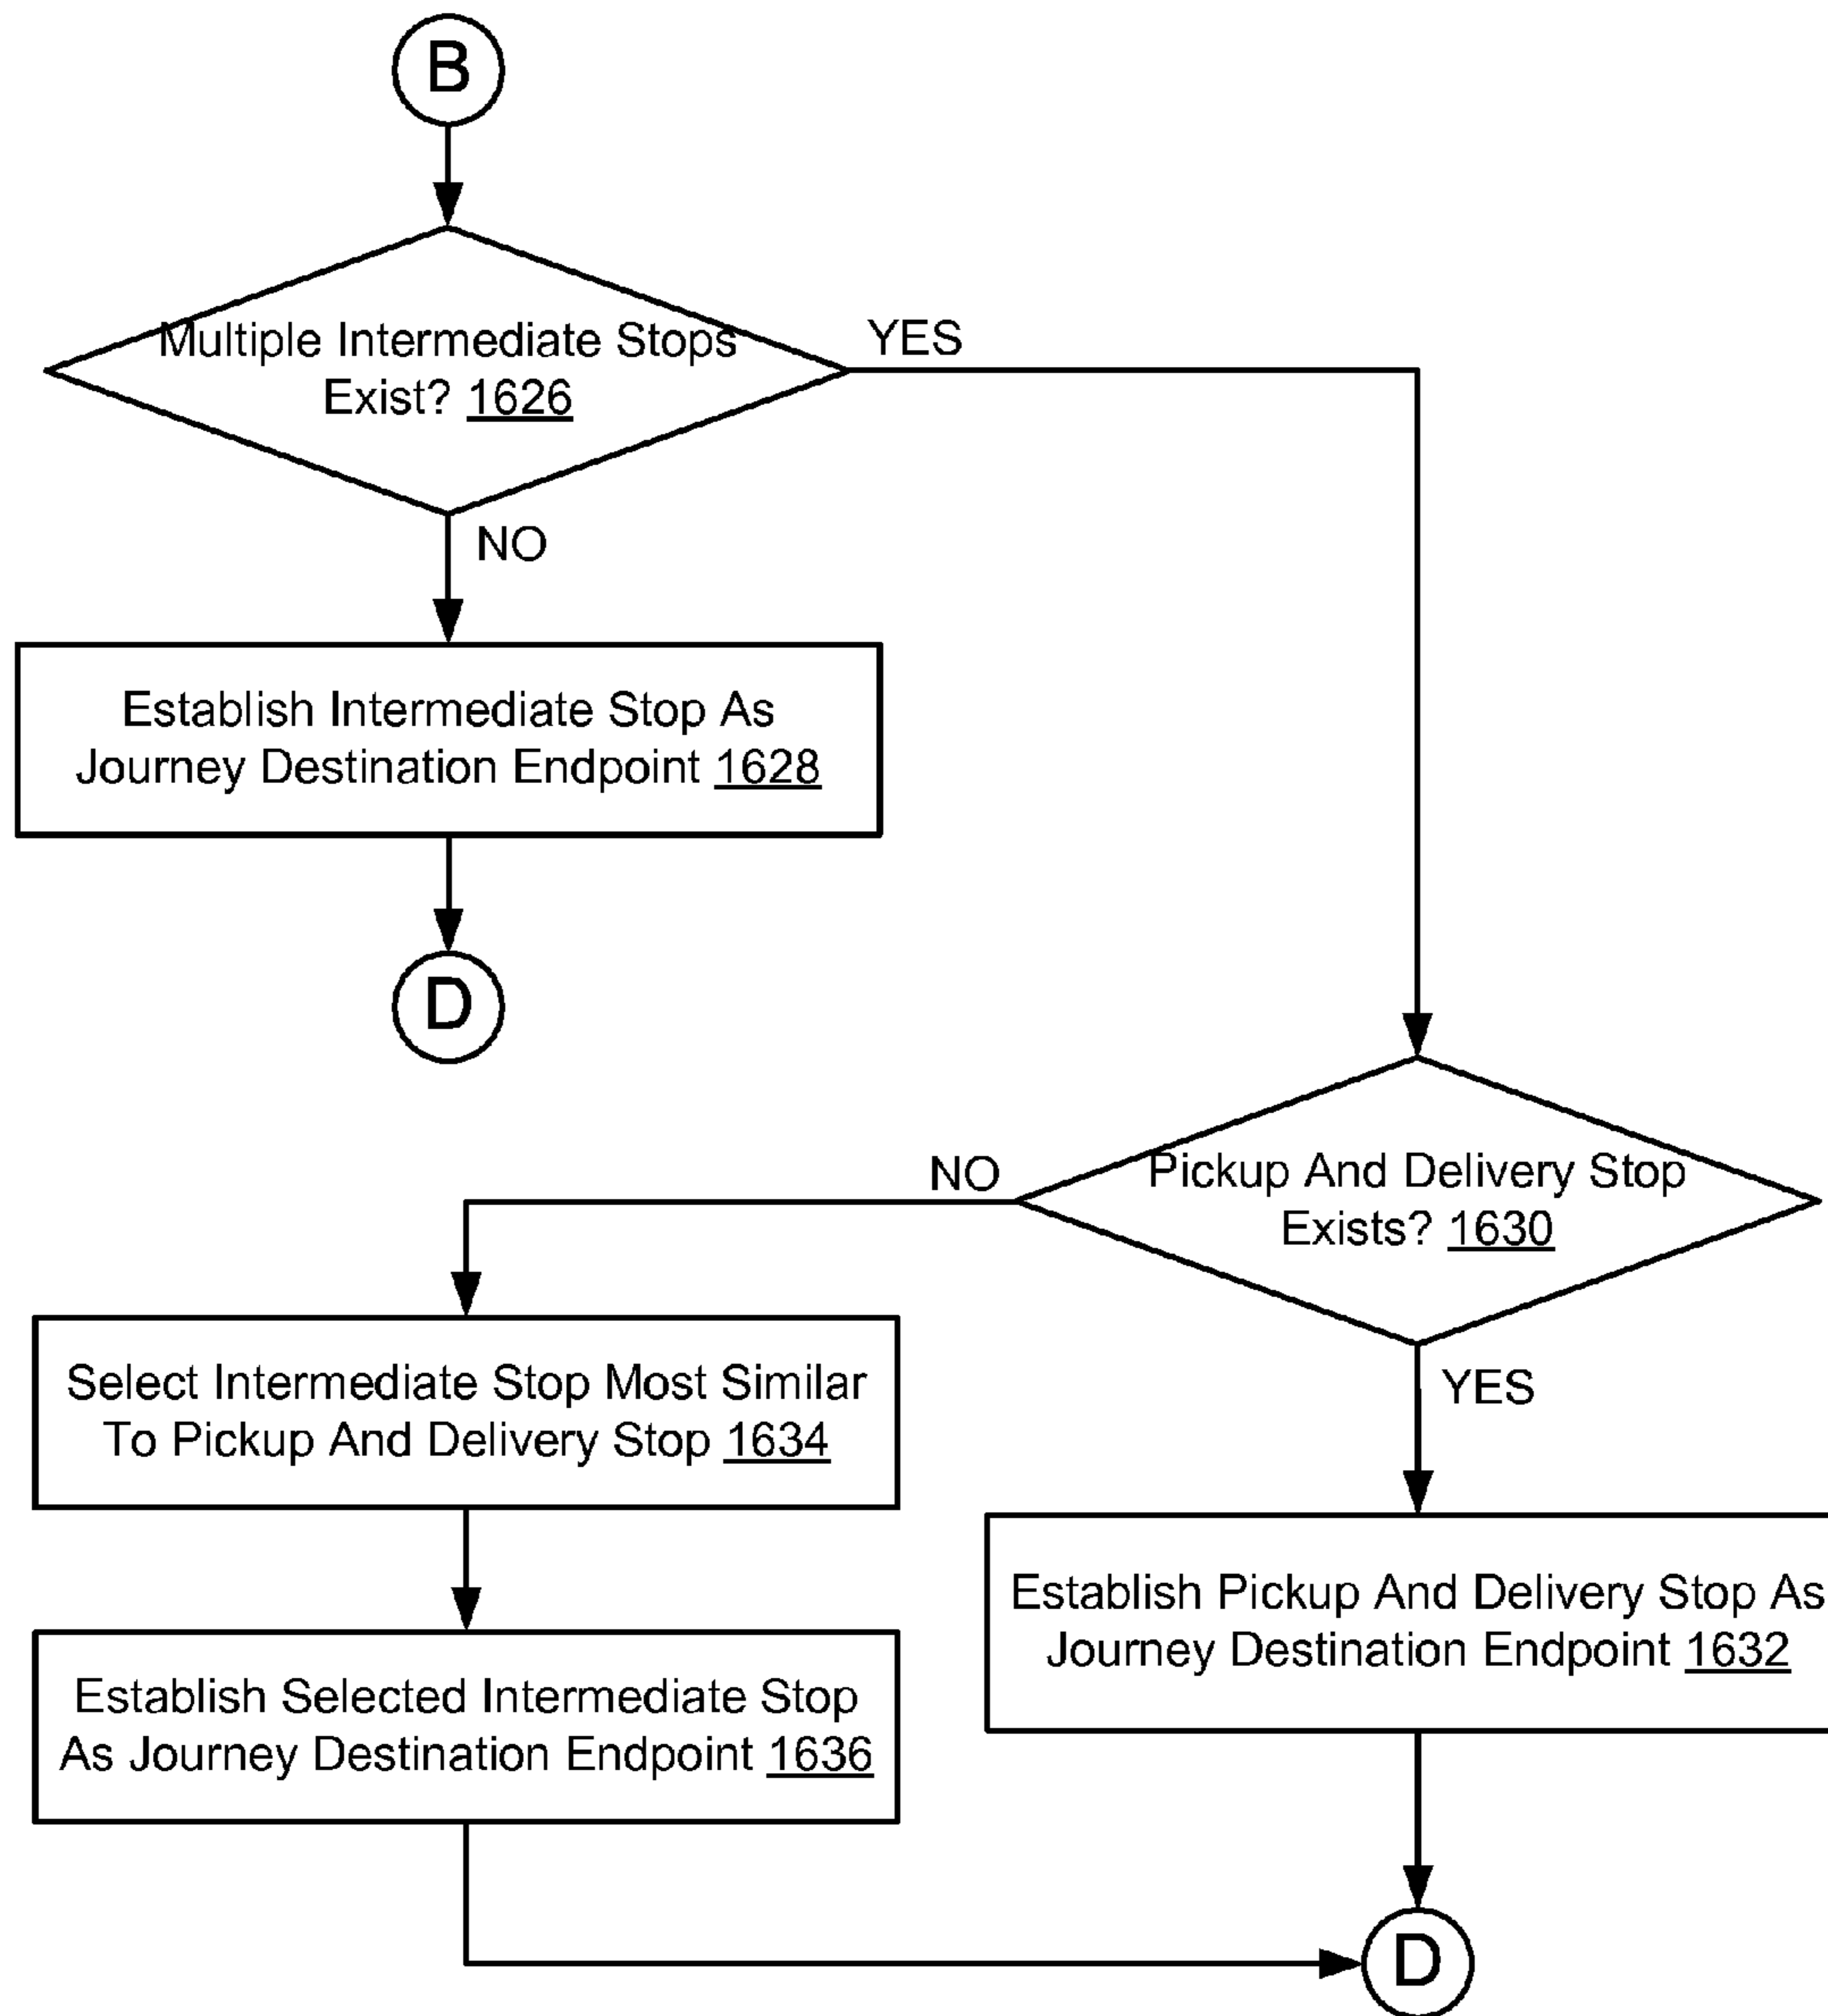 B
Multiple Intermediate Stops
Exist? 1626
YES
NO
Establish Intermediate Stop As
Journey Destination Endpoint 1628
D
Pickup And Delivery Stop
Exists? 1630
NO
YES
Select Intermediate Stop Most Similar
To Pickup And Delivery Stop 1634
Establish Pickup And Delivery Stop As
Journey Destination Endpoint 1632
Establish Selected Intermediate Stop
As Journey Destination Endpoint 1636
D